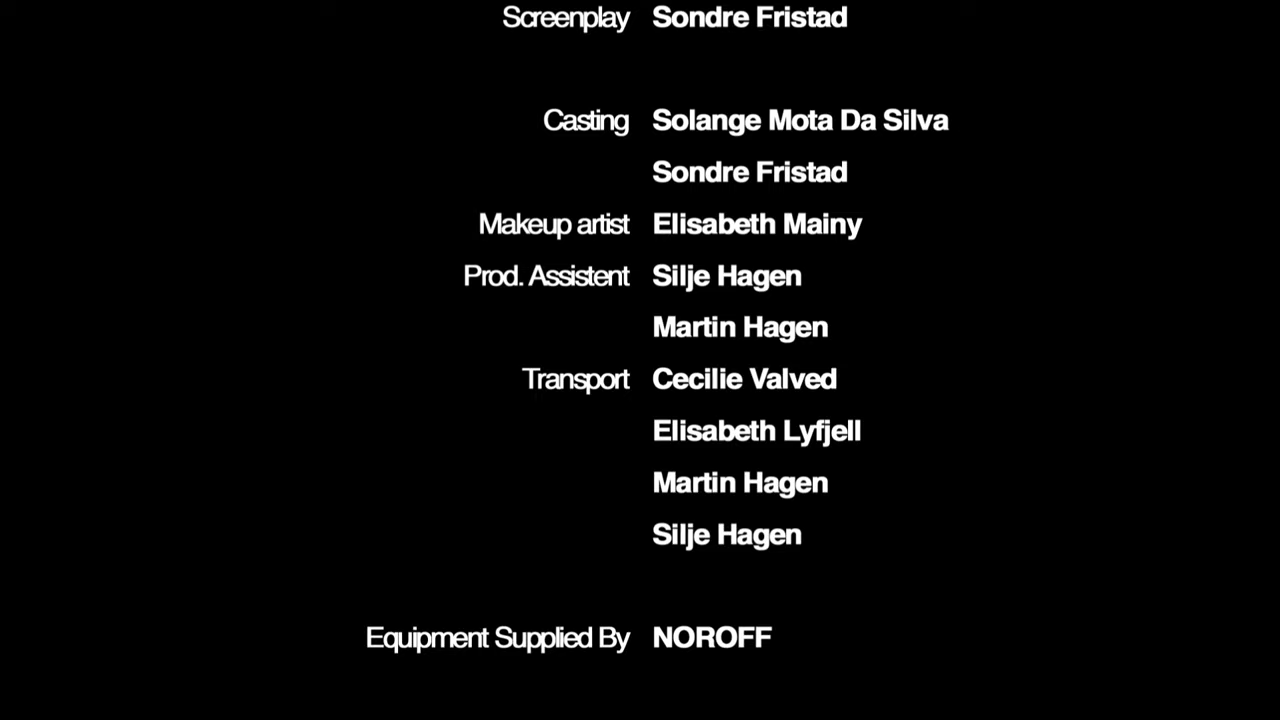 Screenplay Sondre Fristad
Casting Solange Mota Da Silva
Sondre Fristad
Makeup artist Elisabeth Mainy
Prod. Assistent Silje Hagen
Martin Hagen
Transport Cecilie Valved
Elisabeth Lyfjell
Martin Hagen
Silje Hagen
Equipment Supplied By NOROFF